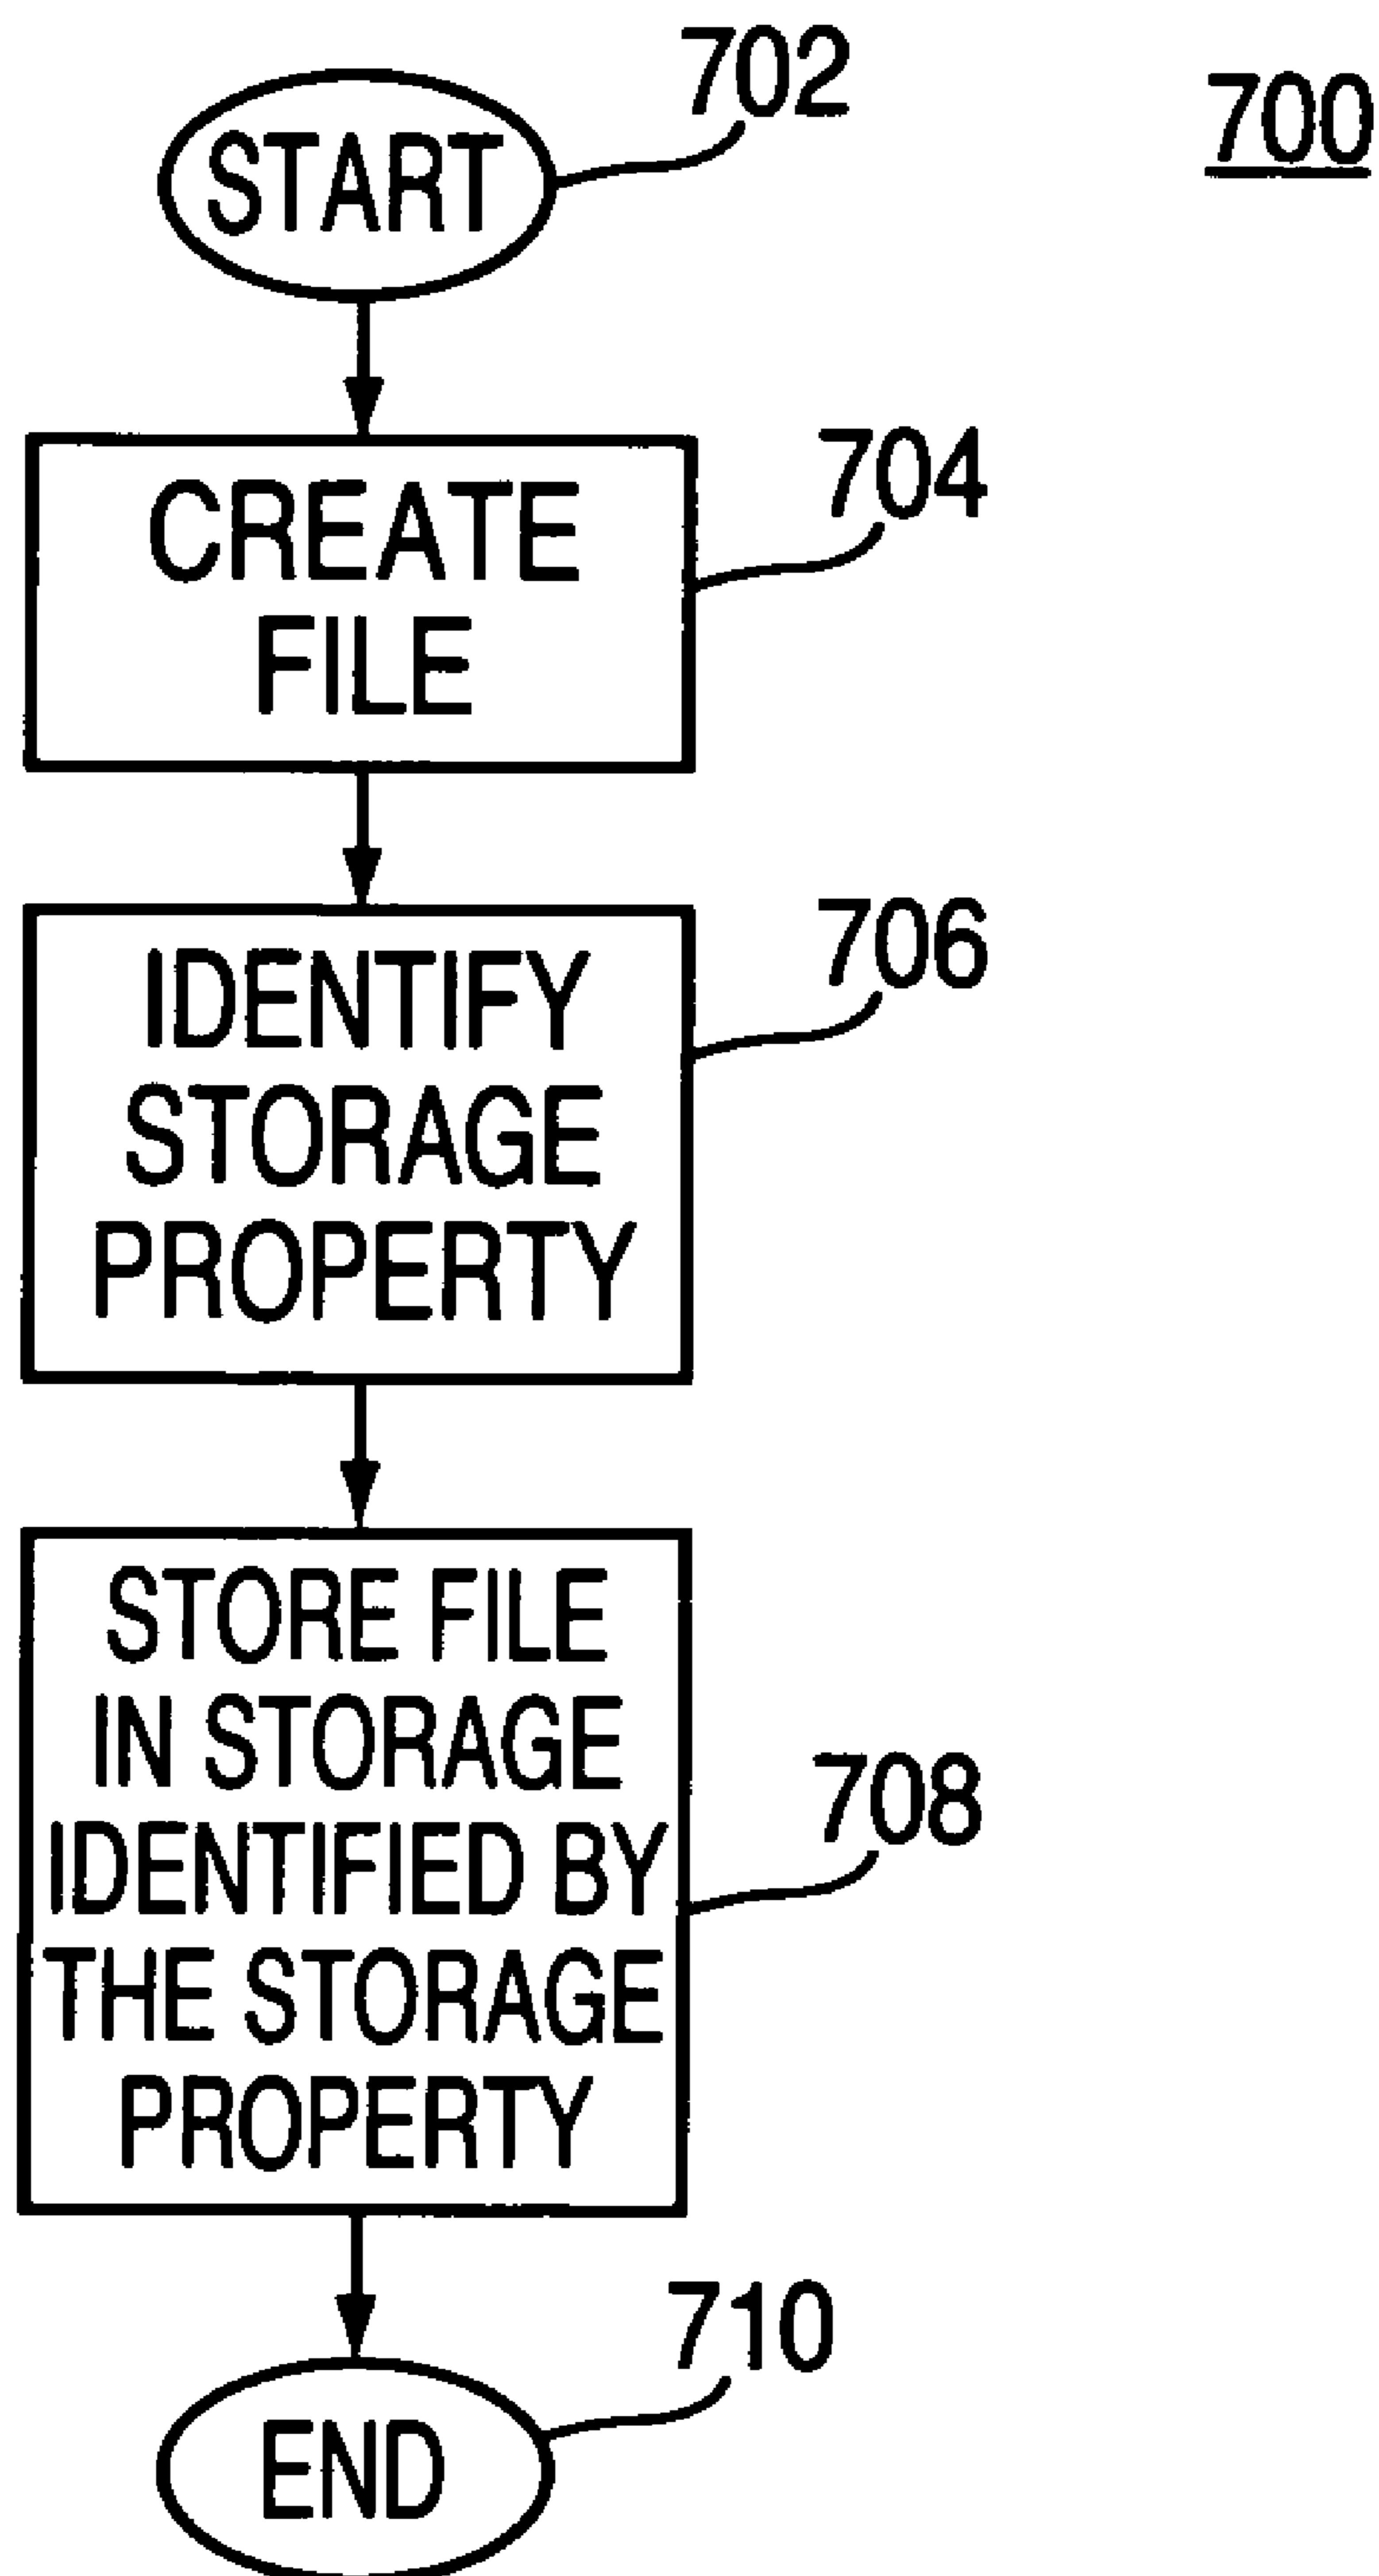 702
700
START
704
CREATE
FILE
706
IDENTIFY
STORAGE
PROPERTY
STORE FILE
IN STORAGE
708
IDENTIFIED BY
THE STORAGE
PROPERTY
710
END